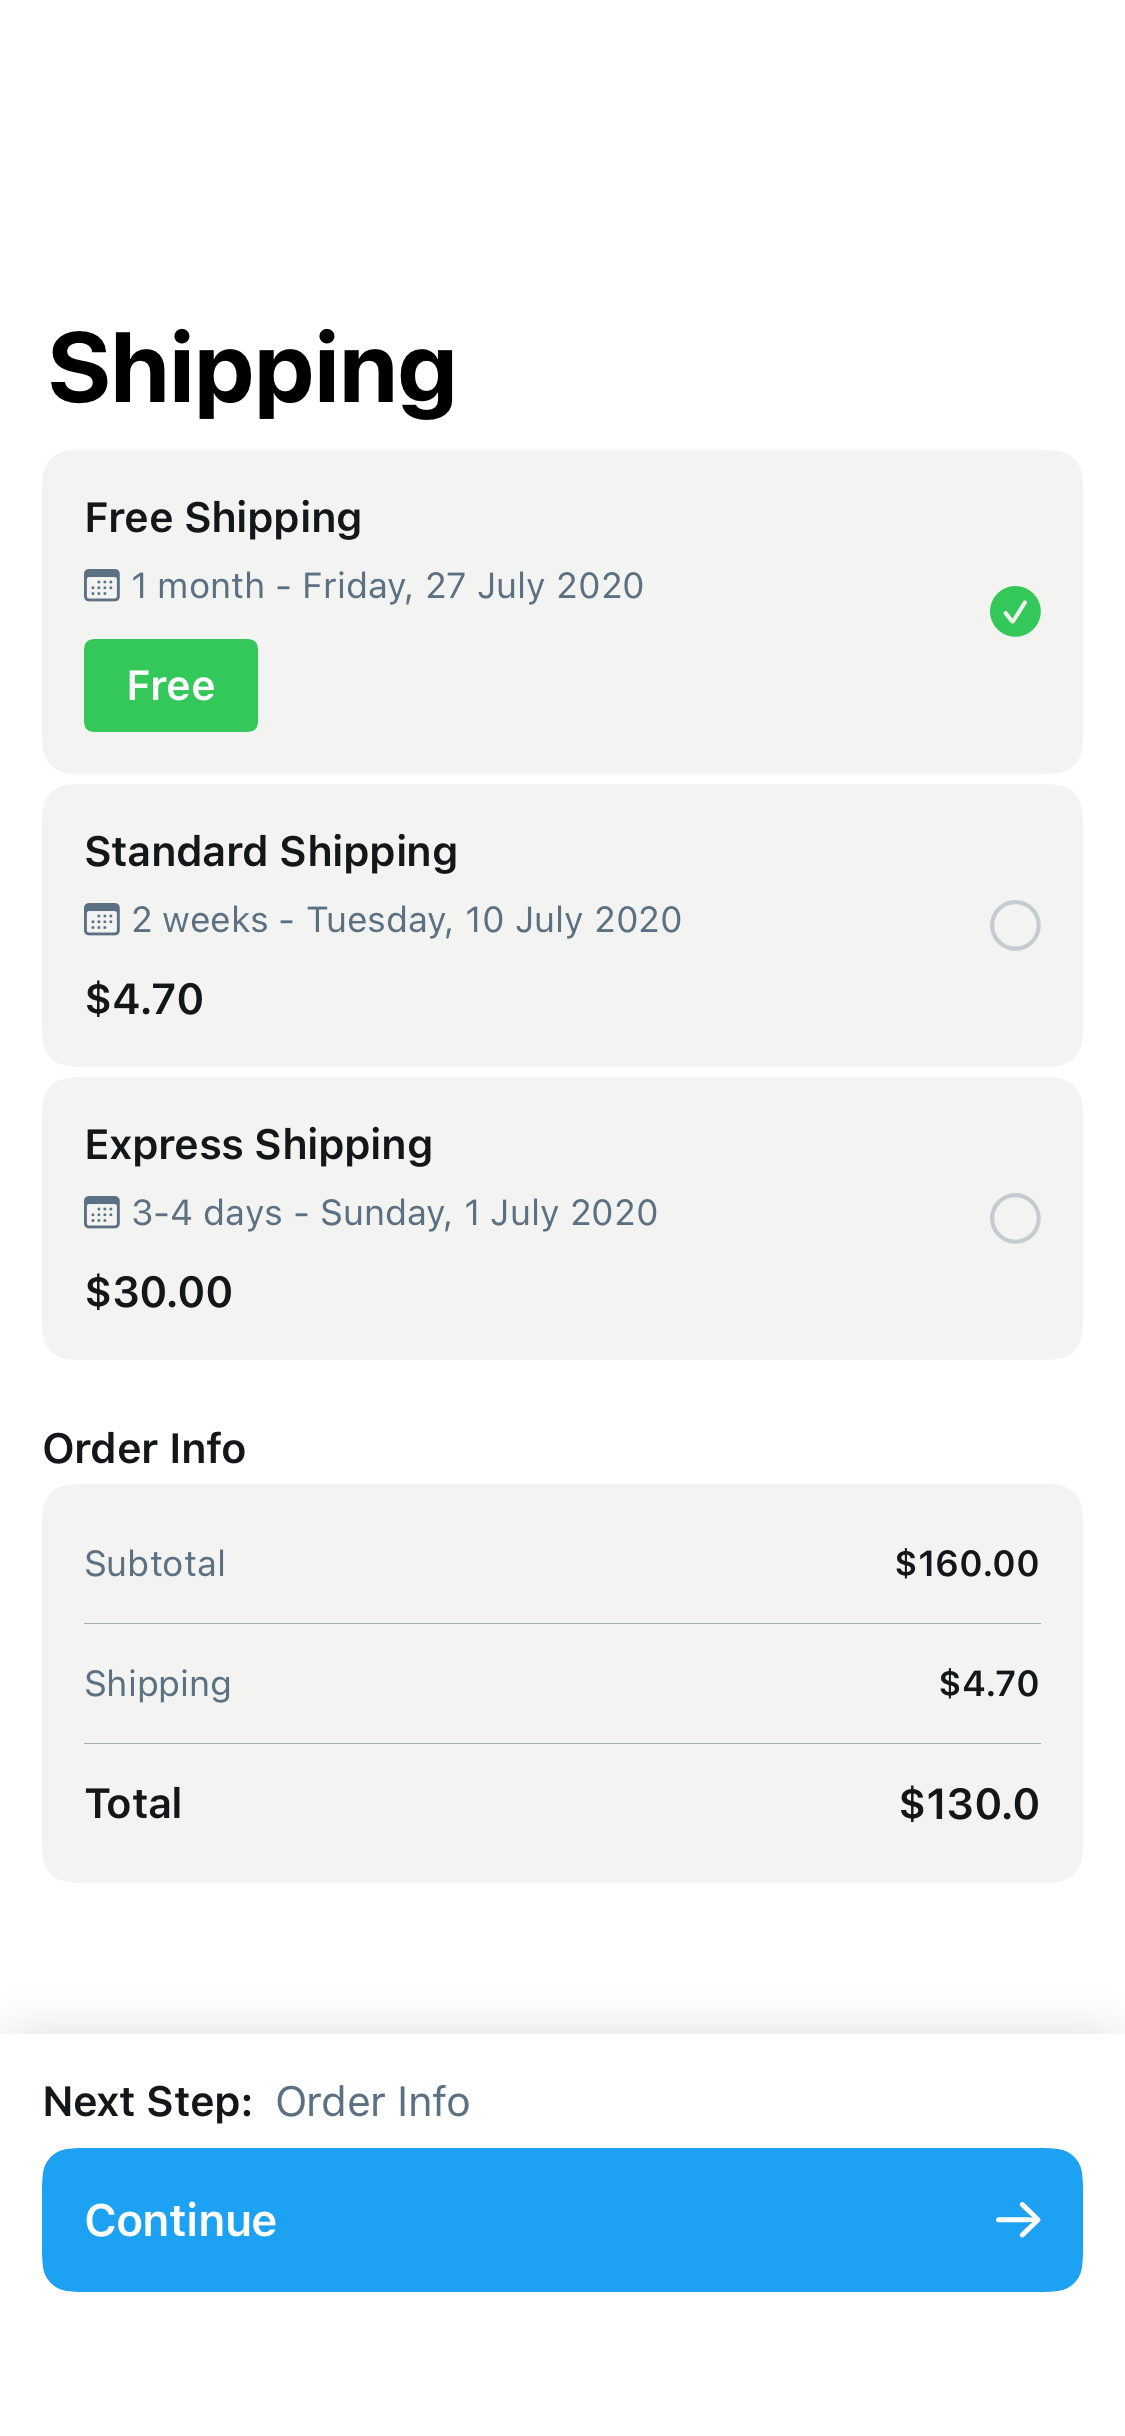 Shipping
Free Shipping
1 month - Friday, 27 July 2020
Free
Standard Shipping
2 weeks - Tuesday, 10 July 2020
$4.70
Express Shipping
3-4 days - Sunday, 1 July 2020
$30.00
Order Info
Subtotal $160.00
Shipping $4.70
Total $130.0
Next Step: Order Info
Continue